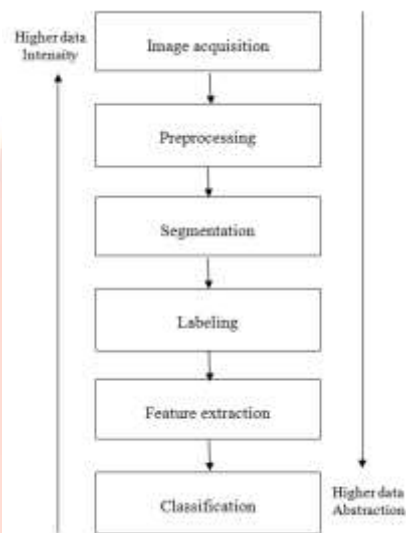 Higher data
Intensity
Image acquisition
Preprocessing
Segmentation
Labeling
Feature extraction
Classification
Higher data
Abstraction